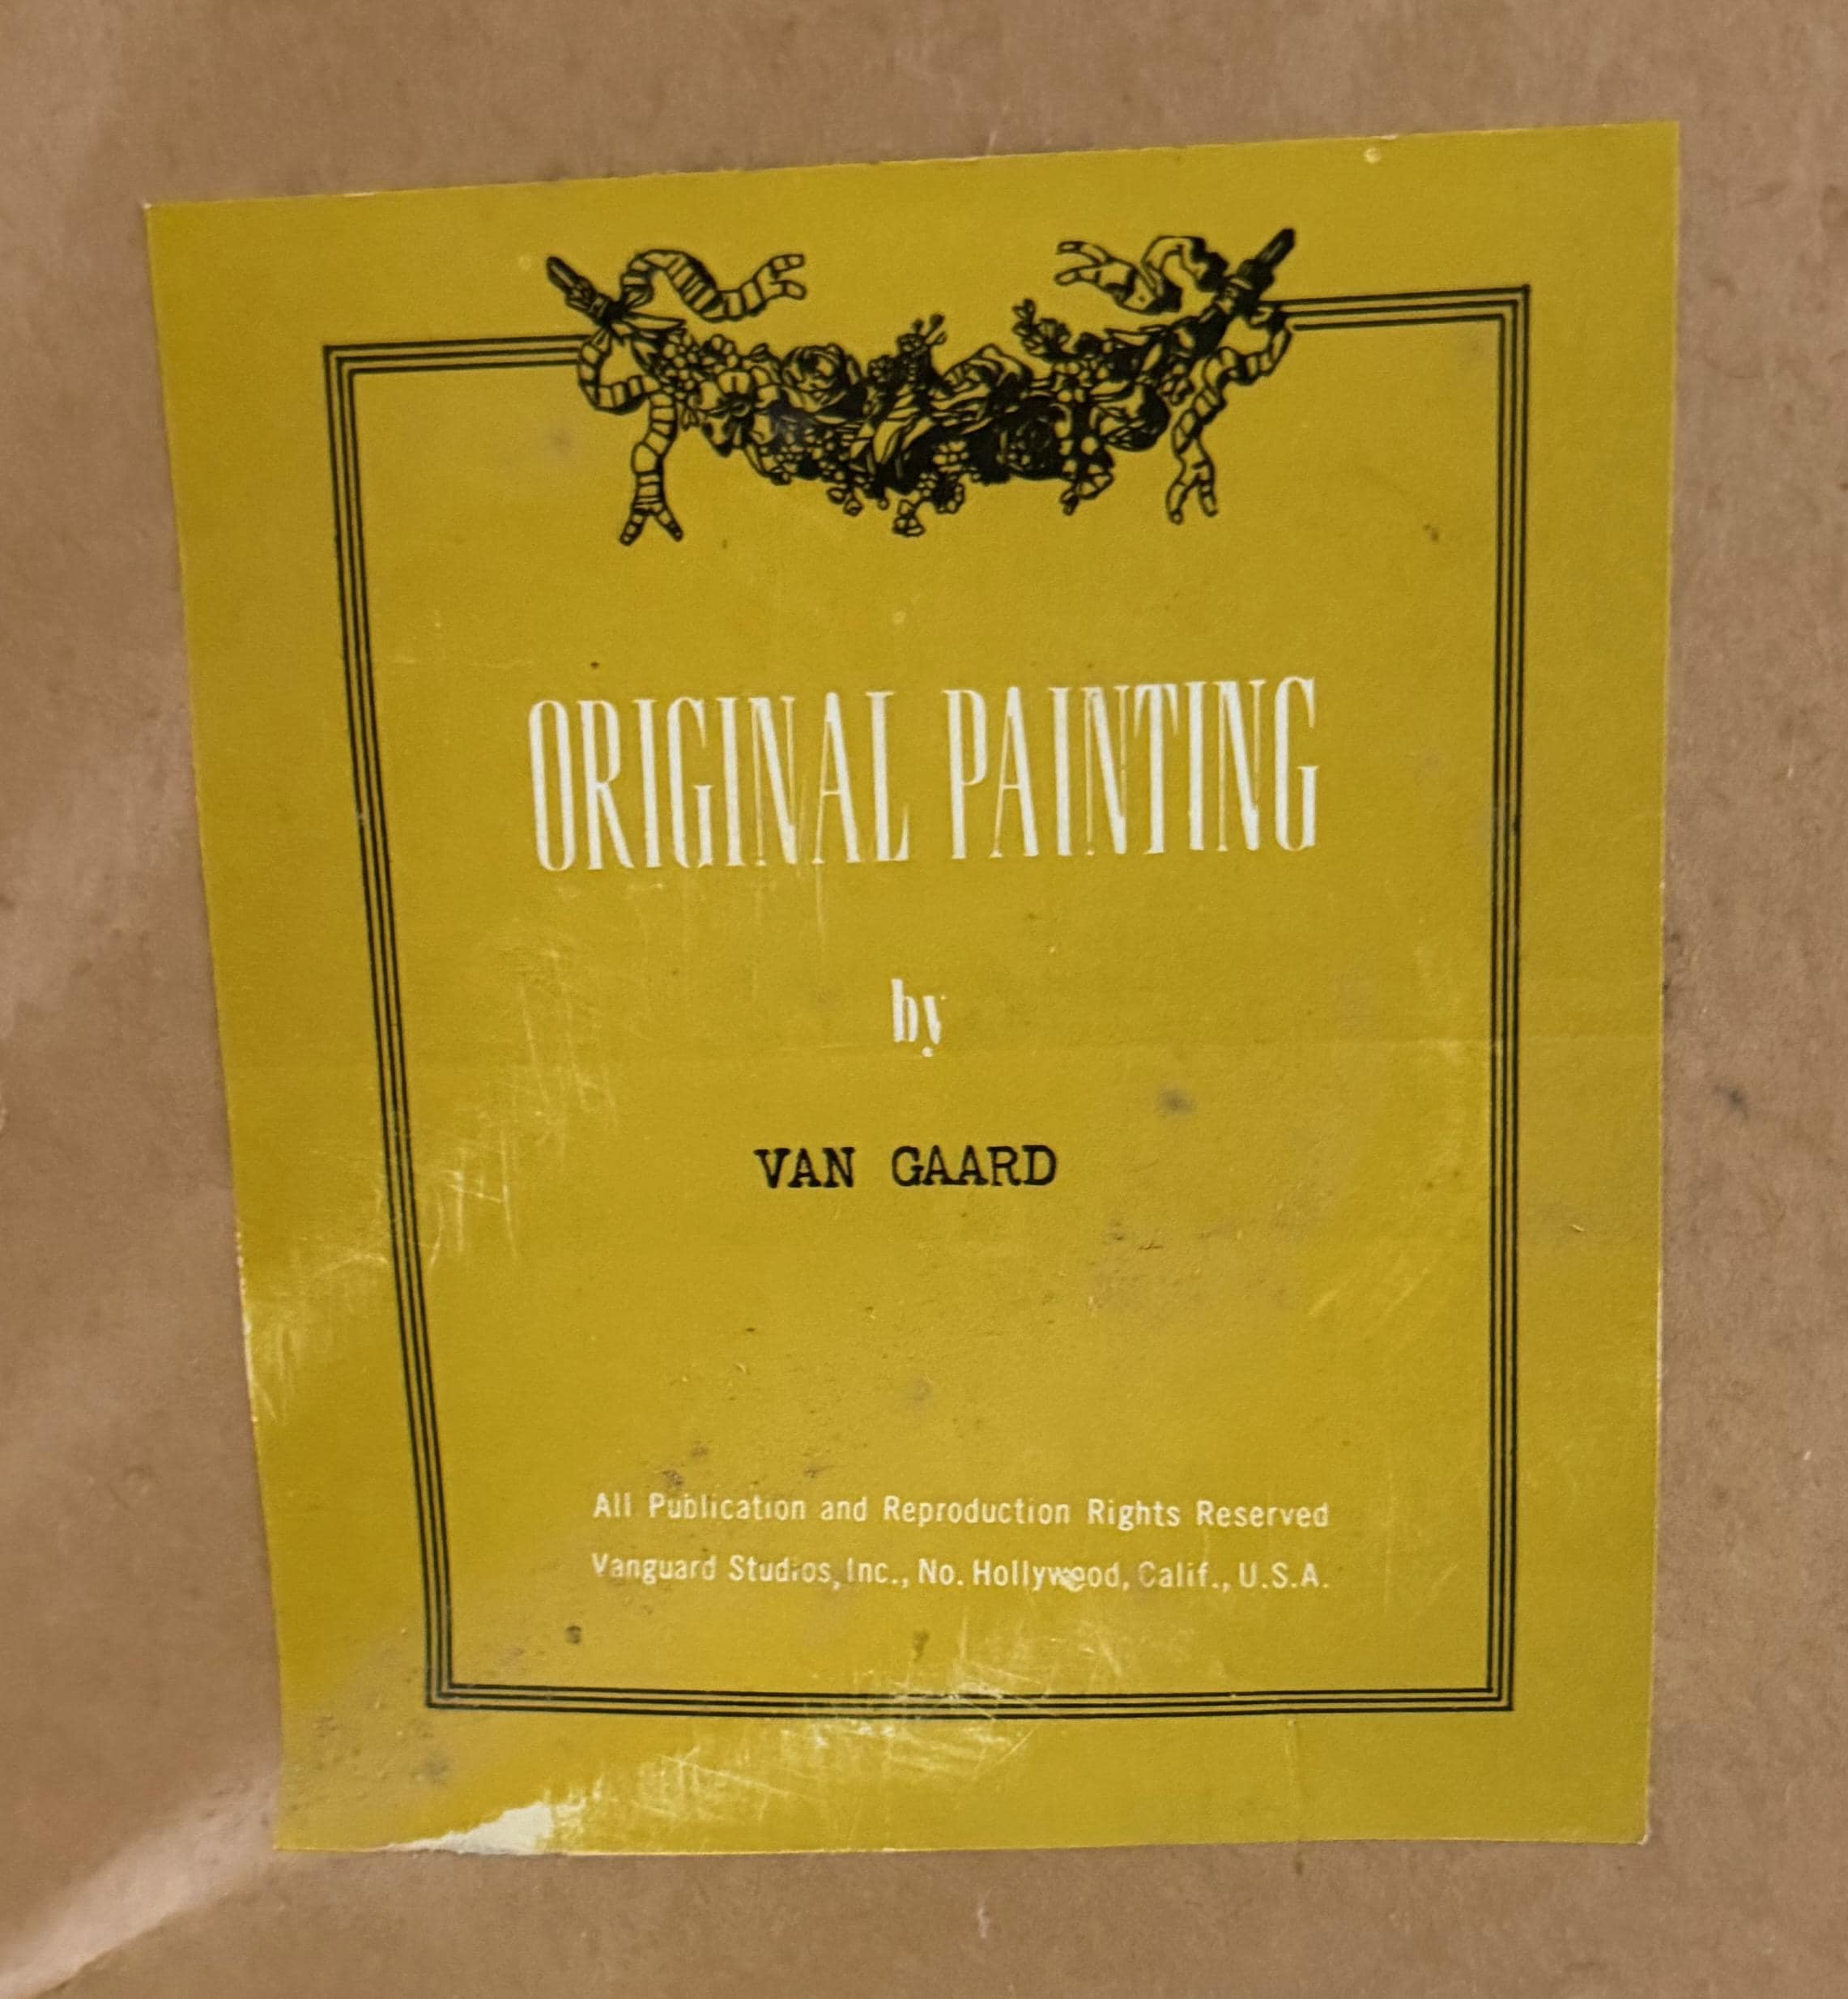 ORIGINAL PAINTING
by
VAN GAARD
All Publication and Reproduction Rights Reserved
Vanguard Studios, Inc., No. Hollywood, Calif., U.S.A.